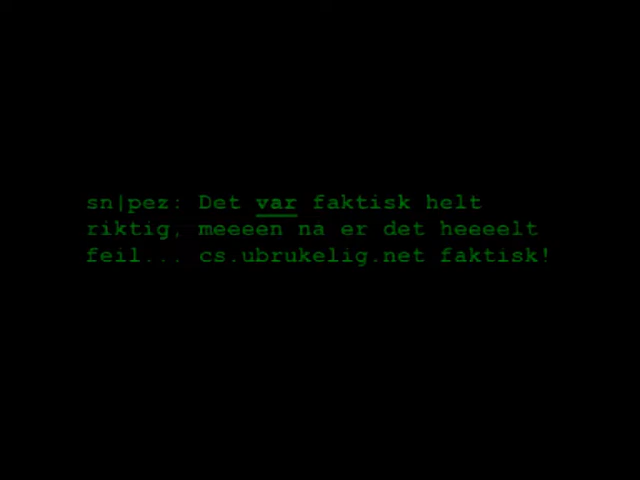 sn|pez: Det var faktisk helt
riktig, meeeen na er det heeeelt
feil... cs.ubrukelig.net faktisk!